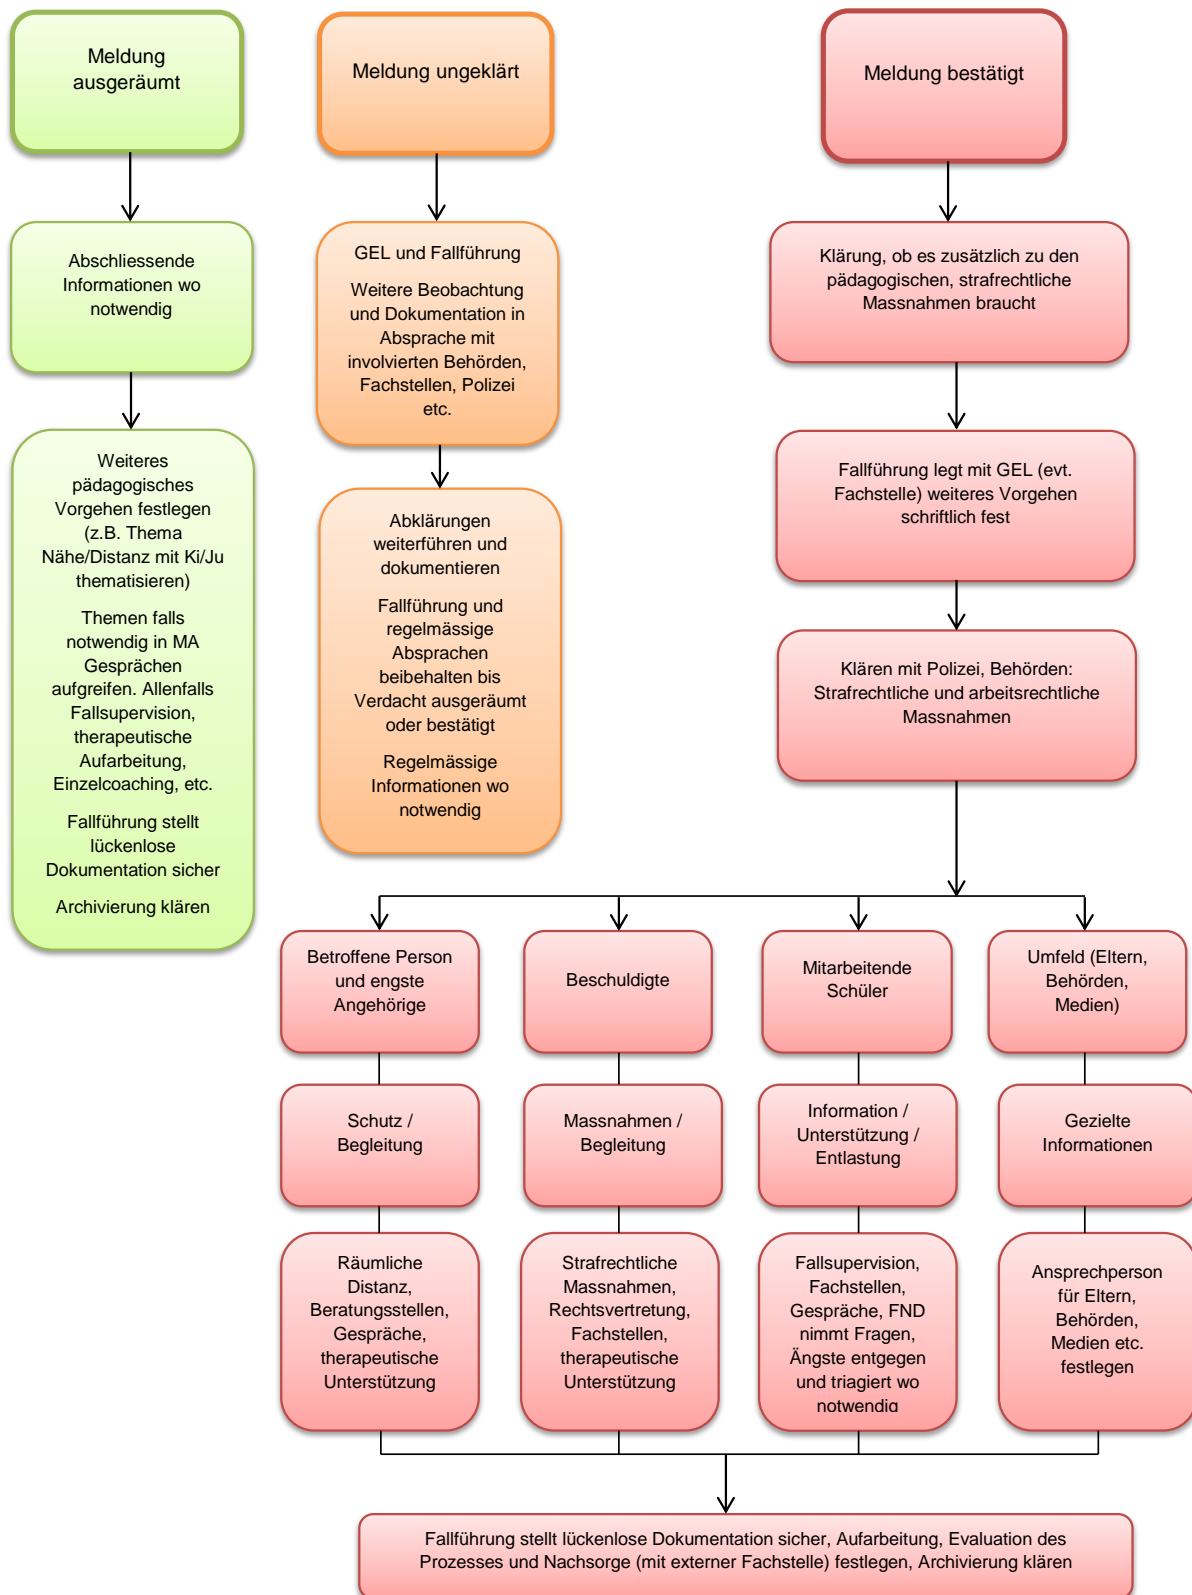 Meldung
ausgeräumt
Abschliessende
Informationen wo
notwendig
Weiteres
pädagogisches
Vorgehen festlegen
(z.B. Thema
Nähe/Distanz mit Ki/Ju
thematisieren)
Themen falls
notwendig in MA
Gesprächen
aufgreifen. Allenfalls
Fallsupervision,
therapeutische
Aufarbeitung,
Einzelcoaching, etc.
Fallführung stellt
lückenlose
Dokumentation sicher
Archivierung klären
Meldung ungeklärt
GEL und Fallführung
Weitere Beobachtung
und Dokumentation in
Absprache mit
involvierten Behörden,
Fachstellen, Polizei
etc.
Abklärungen
weiterführen und
dokumentieren
Fallführung und
regelmässige
Absprachen
beibehalten bis
Verdacht ausgeräumt
oder bestätigt
Regelmässige
Informationen wo
notwendig
Meldung bestätigt
Klärung, ob es zusätzlich zu den
pädagogischen, strafrechtliche
Massnahmen braucht
Fallführung legt mit GEL (evt.
Fachstelle) weiteres Vorgehen
schriftlich fest
Klären mit Polizei, Behörden:
Strafrechtliche und arbeitsrechtliche
Massnahmen
Betroffene Person
und engste
Angehörige
Schutz /
Begleitung
Räumliche
Distanz,
Beratungsstellen,
Gespräche,
therapeutische
Unterstützung
Beschuldigte
Massnahmen /
Begleitung
Strafrechtliche
Massnahmen,
Rechtsvertretung,
Fachstellen,
therapeutische
Unterstützung
Mitarbeitende
Schüler
Information /
Unterstützung /
Entlastung
Fallsupervision,
Fachstellen,
Gespräche, FND
nimmt Fragen,
Ängste entgegen
und triagiert wo
notwendig
Umfeld (Eltern,
Behörden,
Medien)
Gezielte
Informationen
Ansprechperson
für Eltern,
Behörden,
Medien etc.
festlegen
Fallführung stellt lückenlose Dokumentation sicher, Aufarbeitung, Evaluation des
Prozesses und Nachsorge (mit externer Fachstelle) festlegen, Archivierung klären